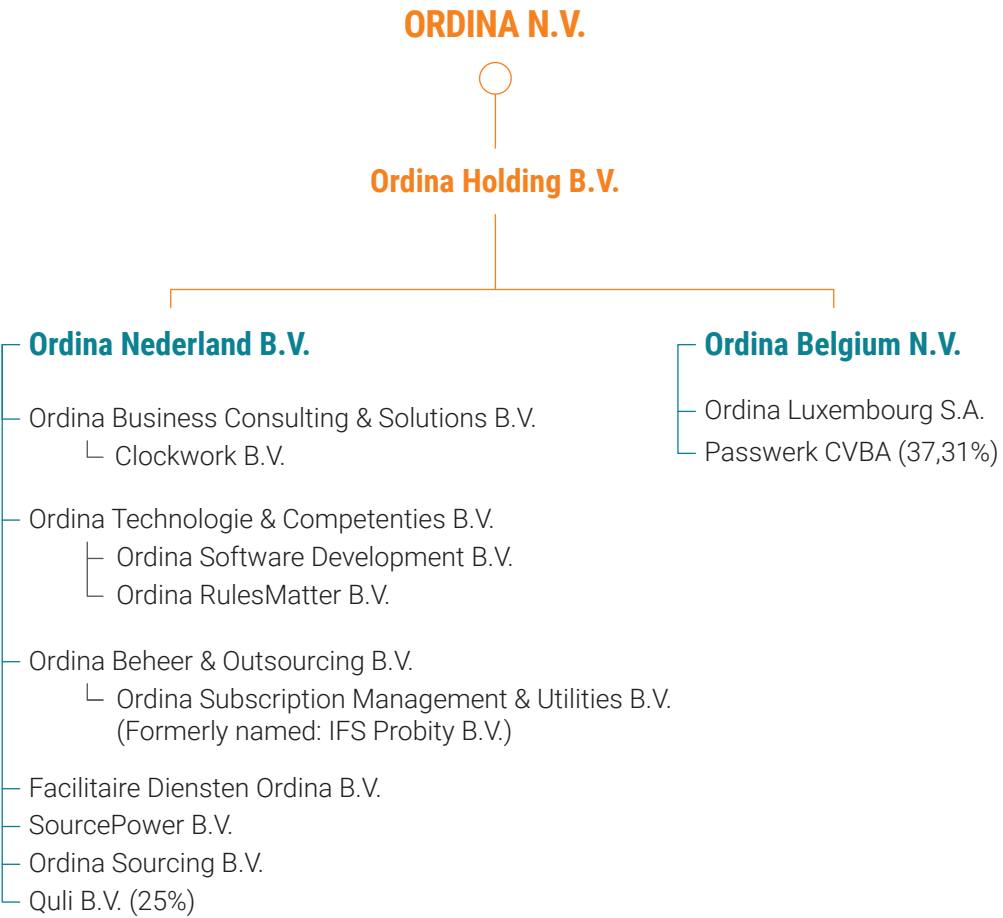 ORDINA N.V.
Ordina Holding B.V.
Ordina Nederland B.V.
Ordina Business Consulting & Solutions B.V.
Clockwork B.V.
Ordina Technologie & Competenties B.V.
Ordina Software Development B.V.
Ordina RulesMatter B.V.
Ordina Beheer & Outsourcing B.V.
Ordina Subscription Management & Utilities B.V.
(Formerly named: IFS Probity B.V.)
Facilitaire Diensten Ordina B.V.
SourcePower B.V.
Ordina Sourcing B.V.
Quli B.V. (25%)
Ordina Belgium N.V.
Ordina Luxembourg S.A.
Passwerk CVBA (37,31%)